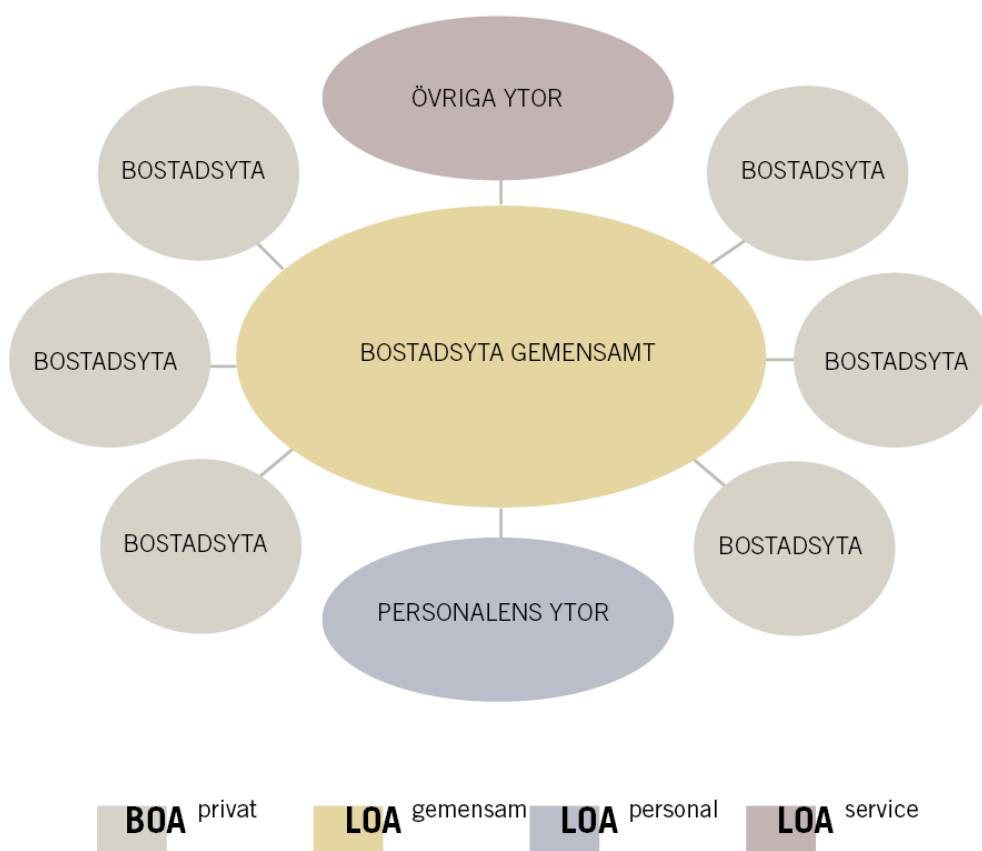 ÖVRIGA YTOR
BOSTADSYTA
BOSTADSYTA
BOSTADSYTA GEMENSAMT
BOSTADSYTA
BOSTADSYTA
BOSTADSYTA
BOSTADSYTA
PERSONALENS YTOR
BOA privat
LOA gemensam
LOA personal
LOA service